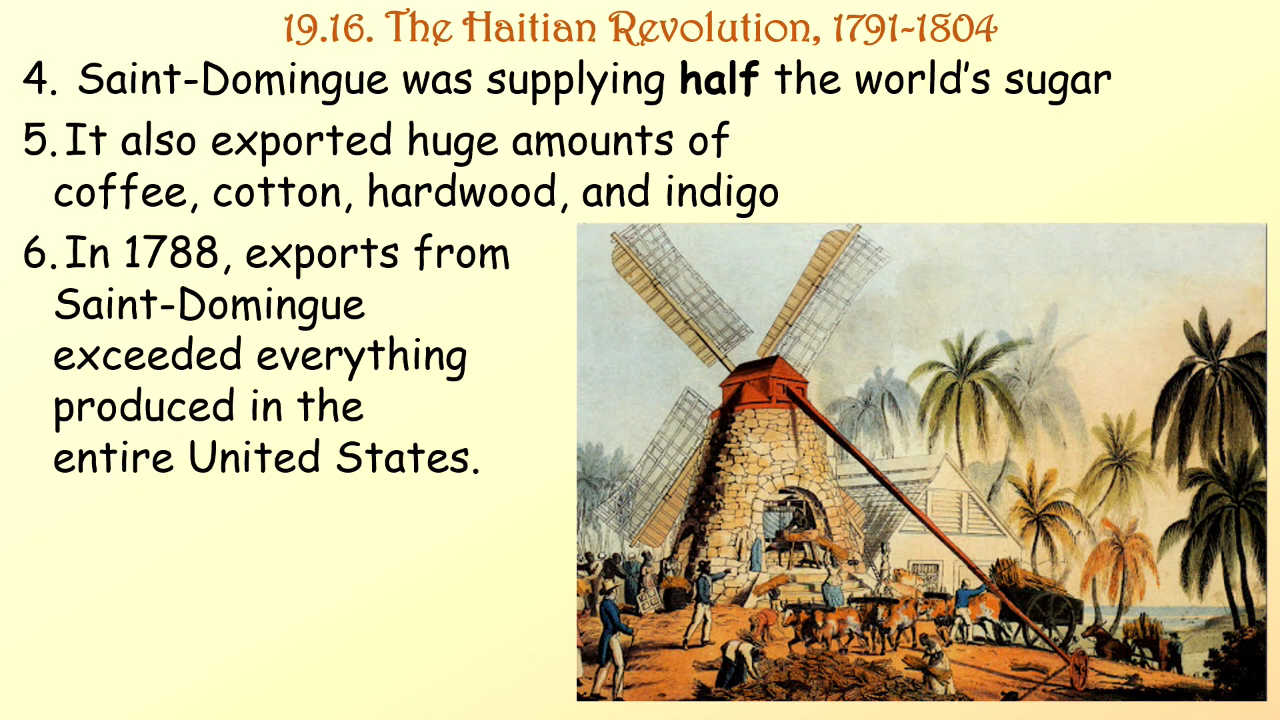 19.16. The Haitian Revolution, 1791-1804
4. Saint-Domingue was supplying half the world's sugar
5. It also exported huge amounts of
coffee, cotton, hardwood, and indigo
6. In 1788, exports from
Saint-Domingue
exceeded everything
produced in the
entire United States.